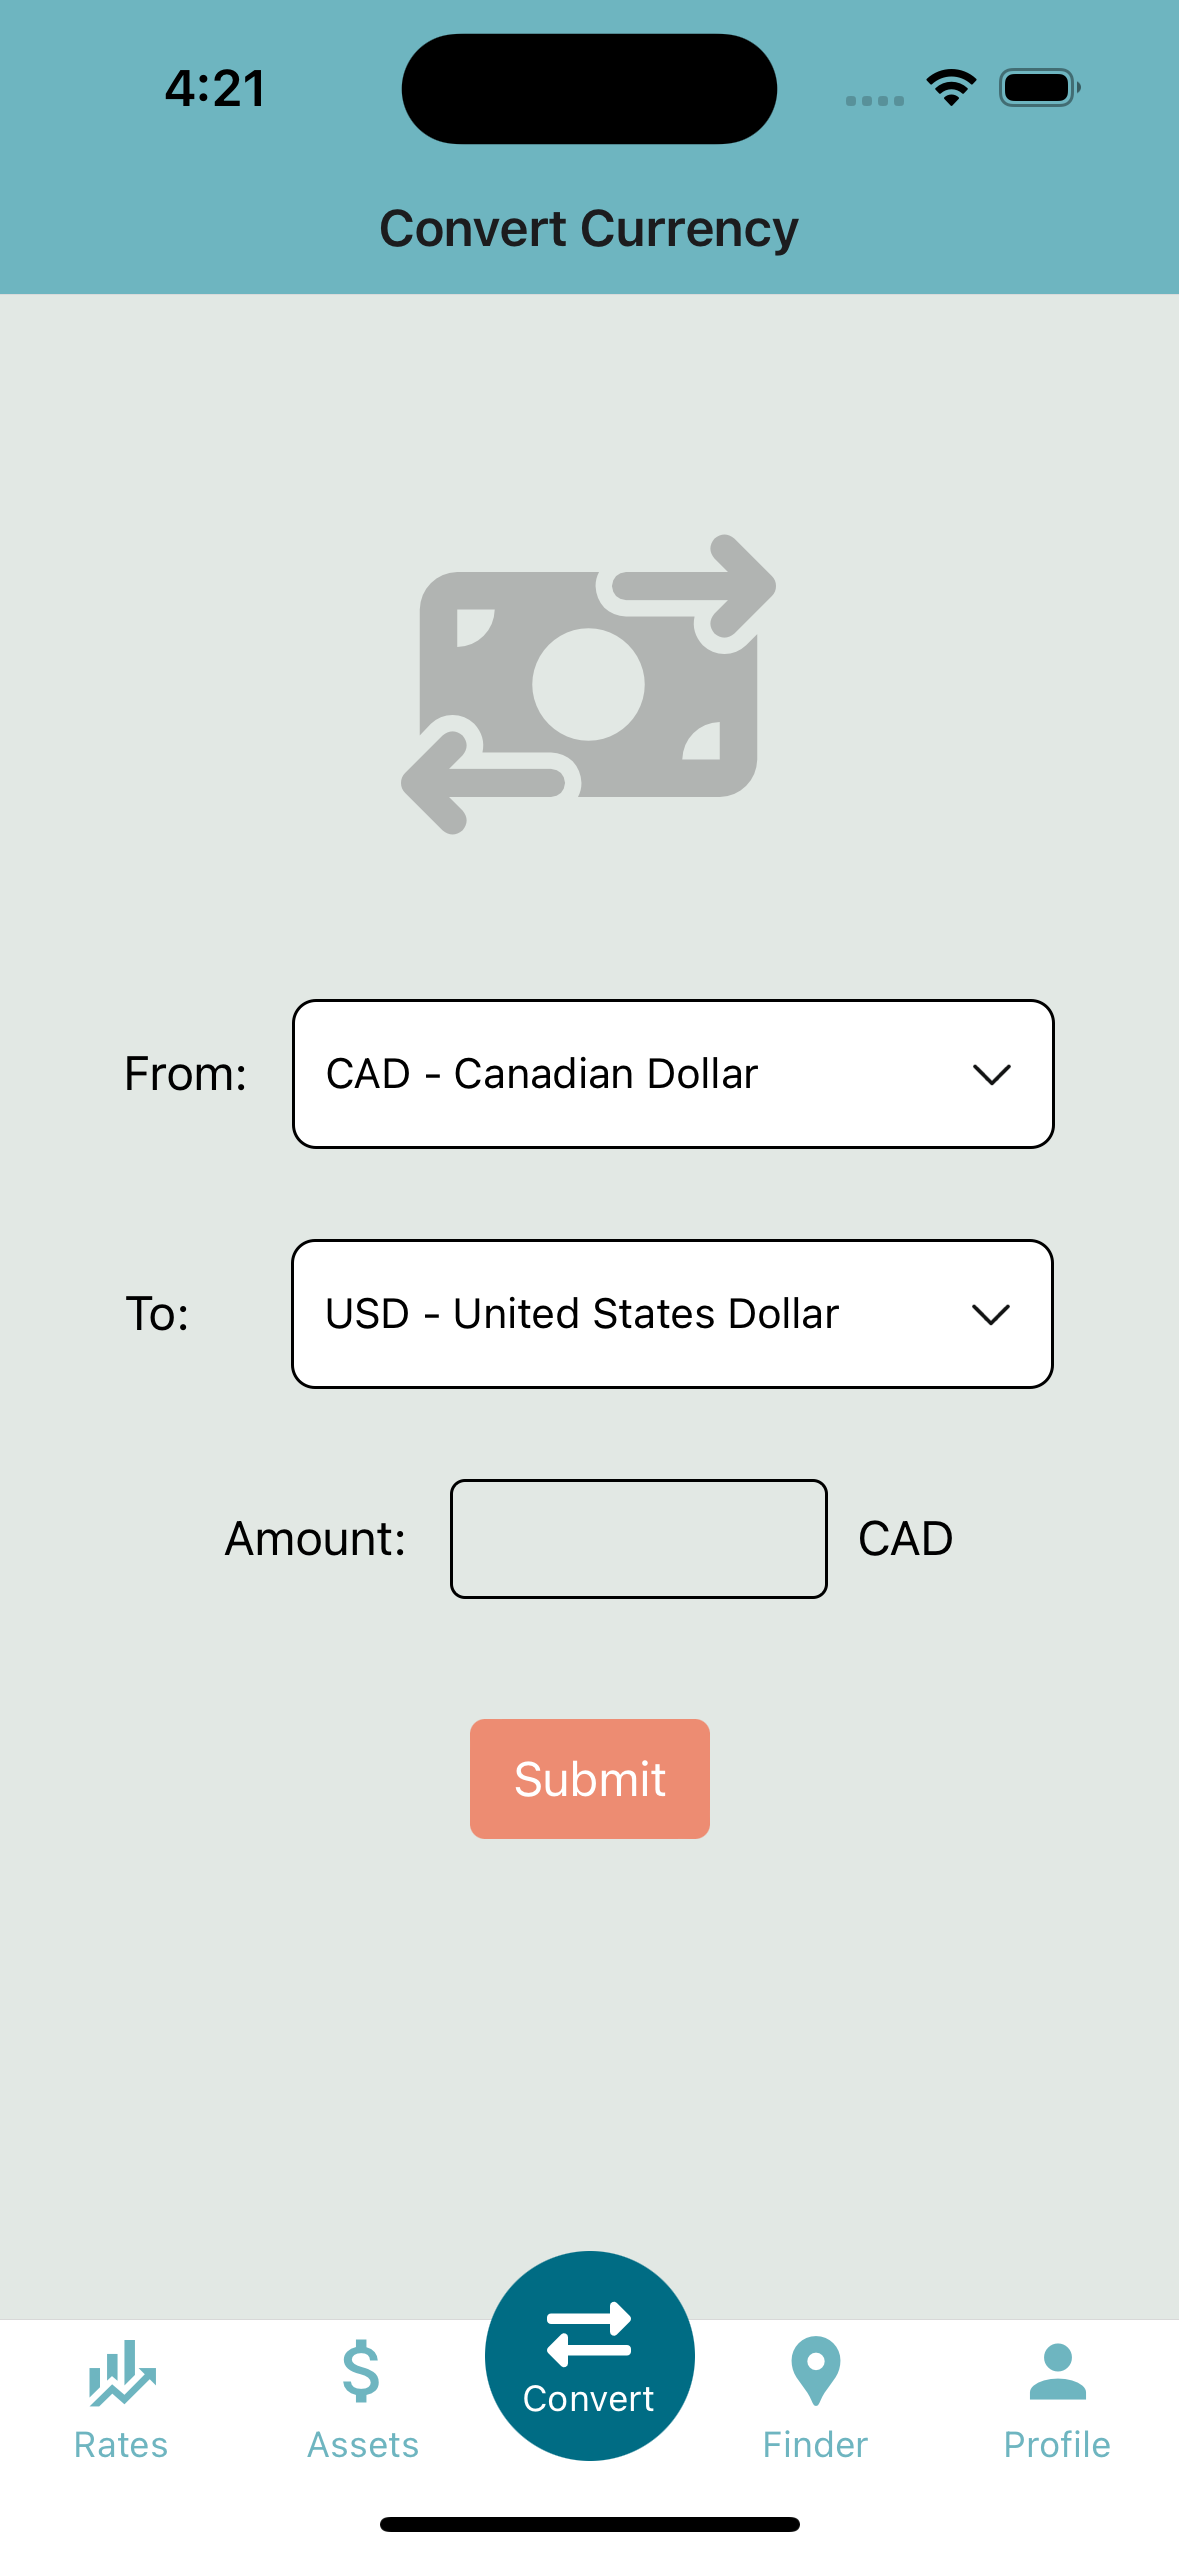 4:21
Convert Currency
From: CAD - Canadian Dollar
To: USD - United States Dollar
Amount: CAD
Submit
Rates Assets Convert Finder Profile